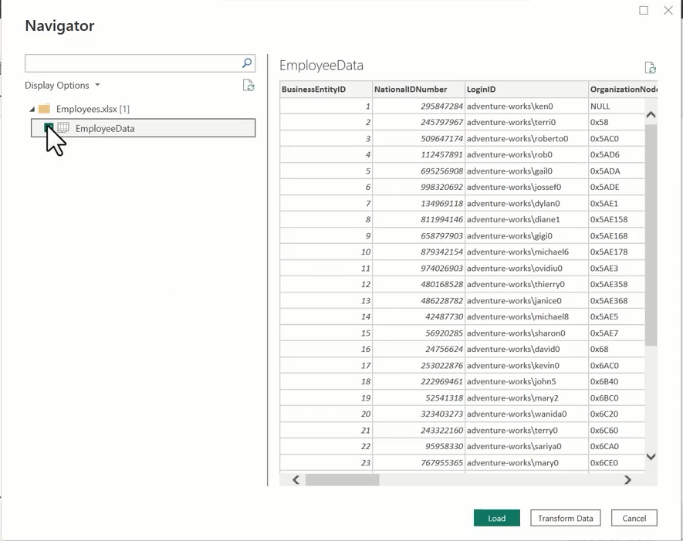 Navigator
Display Options
Employees.xlsx [1]
EmployeeData
EmployeeData
BusinessEntityID NationalIDNumber LoginID OrganizationNode
1 295847284 adventure-works\ken0 NULL
2 245797967 adventure-works\terri0 0x58
3 509647174 adventure-works\roberto0 0x5AC0
4 112457891 adventure-works\rob0 0x5AD6
5 695256908 adventure-works\gail0 0x5ADA
6 998320692 adventure-works\jossef0 0x5ADE
7 134969118 adventure-works\dylan0 0x5AE1
8 811994146 adventure-works\diane1 0x5AE158
9 658797903 adventure-works\gigi0 0x5AE168
10 879342154 adventure-works\michael6 0x5AE178
11 974026903 adventure-works\ovidiu0 0x5AE3
12 480168528 adventure-works\thierry0 0x5AE358
13 486228782 adventure-works\janice0 0x5AE368
14 42487730 adventure-works\michael8 0x5AE5
15 56920285 adventure-works\sharon0 0x5AE7
16 24756624 adventure-works\david0 0x68
17 253022876 adventure-works\kevin0 0x6AC0
18 222969461 adventure-works\john5 0x6B40
19 52541318 adventure-works\mary2 0x6BC0
20 323403273 adventure-works\wanida0 0x6C20
21 243322160 adventure-works\terry0 0x6C60
22 95958330 adventure-works\sariya0 0x6CA0
23 767955365 adventure-works\mary0 0x6CE0
Load Transform Data Cancel